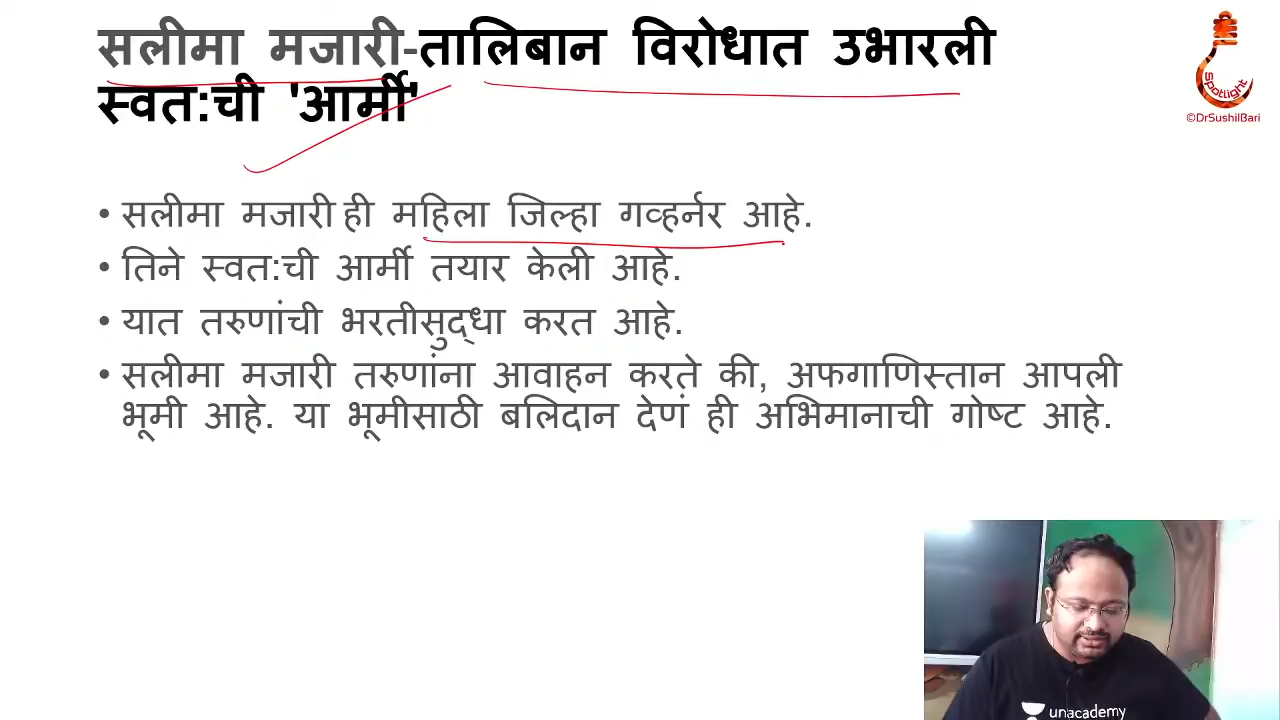 सलीमा मजारी-तालिबान विरोधात उभारली
स्वत:ची 'आर्मी'
Spotlight
©DrSushilBari
• सलीमा मजारी ही महिला जिल्हा गव्हर्नर आहे.
• तिने स्वत:ची आर्मी तयार केली आहे.
• यात तरुणांची भरतीसुद्धा करत आहे.
• सलीमा मजारी तरुणांना आवाहन करते की, अफगाणिस्तान आपली
भूमी आहे. या भूमीसाठी बलिदान देणं ही अभिमानाची गोष्ट आहे.
unacademy